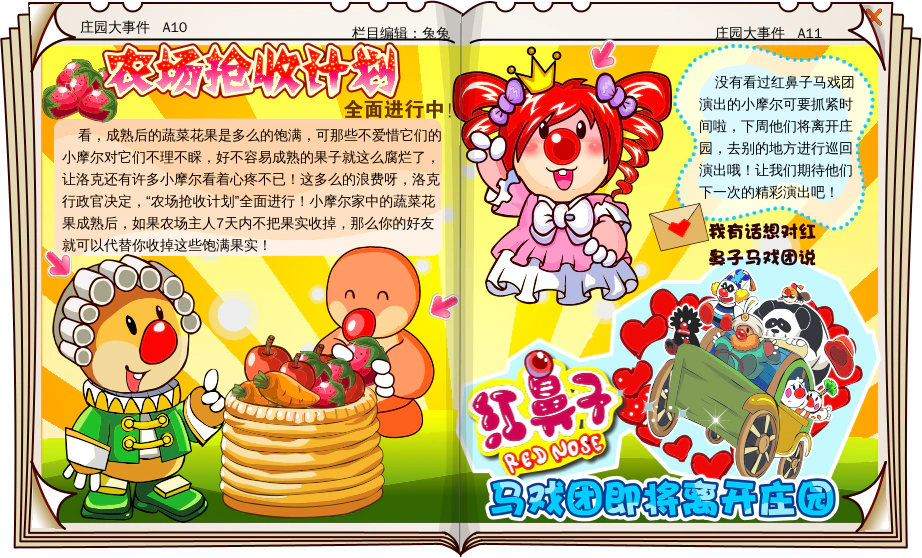 庄园大事件 A10
栏目编辑：兔兔
农场抢收计划
全面进行中!
看，成熟后的蔬菜花果是多么的饱满，可那些不爱惜它们的
小摩尔对它们不理不睬，好不容易成熟的果子就这么腐烂了，
让洛克还有许多小摩尔看着心疼不已！这多么的浪费呀，洛克
行政官决定，“农场抢收计划”全面进行！小摩尔家中的蔬菜花
果成熟后，如果农场主人7天内不把果实收掉，那么你的好友
就可以代替你收掉这些饱满果实！
庄园大事件 A11
没有看过红鼻子马戏团
演出的小摩尔可要抓紧时
间啦，下周他们将离开庄
园，去别的地方进行巡回
演出哦！让我们期待他们
下一次的精彩演出吧！
我有话想对红
鼻子马戏团说
红鼻子
RED NOSE
马戏团即将离开庄园